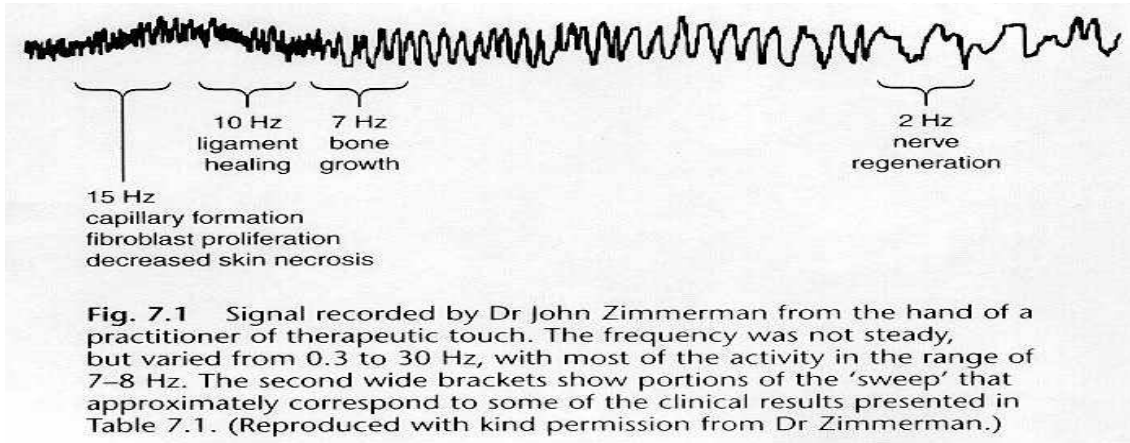 10 Hz
ligament
healing
7 Hz
bone
growth
2 Hz
nerve
regeneration
15 Hz
capillary formation
fibroblast proliferation
decreased skin necrosis
Fig. 7.1 Signal recorded by Dr John Zimmerman from the hand of a
practitioner of therapeutic touch. The frequency was not steady,
but varied from 0.3 to 30 Hz, with most of the activity in the range of
7–8 Hz. The second wide brackets show portions of the 'sweep' that
approximately correspond to some of the clinical results presented in
Table 7.1. (Reproduced with kind permission from Dr Zimmerman.)